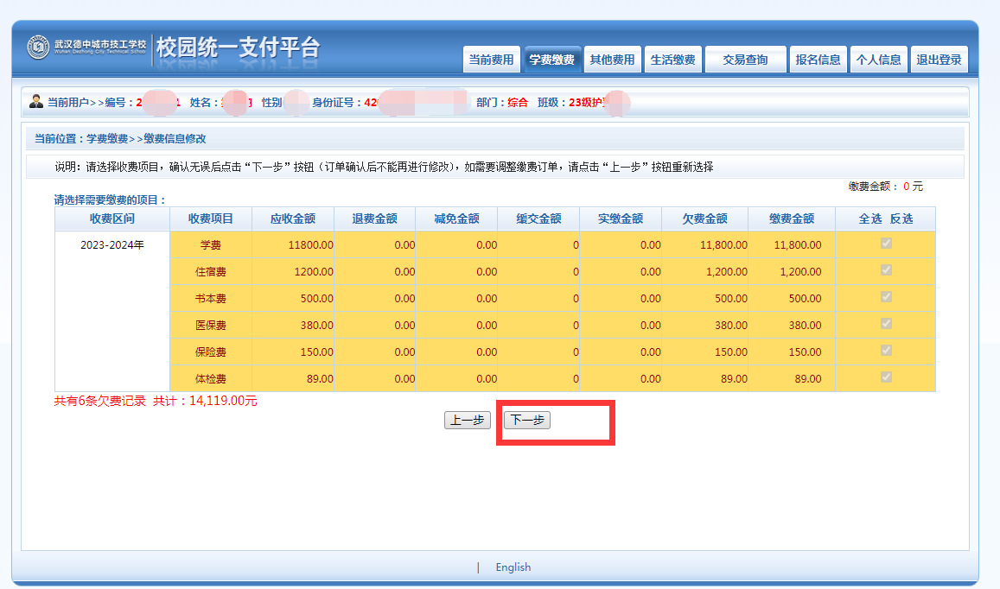 武汉德中城市技工学校 校园统一支付平台
Wuhan Dezhong City Technical School
当前费用 学费缴费 其他费用 生活缴费 交易查询 报名信息 个人信息 退出登录
当前用户>>编号：2 1 姓名： 性别 身份证号：420 部门：综合 班级：23级护
当前位置：学费缴费>>缴费信息修改
说明：请选择收费项目，确认无误后点击“下一步”按钮（订单确认后不能再进行修改），如需要调整缴费订单，请点击“上一步”按钮重新选择
缴费金额： 0 元
请选择需要缴费的项目：
收费区间 收费项目 应收金额 退费金额 减免金额 缓交金额 实缴金额 欠费金额 缴费金额 全选 反选
2023-2024年 学费 11800.00 0.00 0.00 0 0.00 11,800.00 11,800.00
住宿费 1200.00 0.00 0.00 0 0.00 1,200.00 1,200.00
书本费 500.00 0.00 0.00 0 0.00 500.00 500.00
医保费 380.00 0.00 0.00 0 0.00 380.00 380.00
保险费 150.00 0.00 0.00 0 0.00 150.00 150.00
体检费 89.00 0.00 0.00 0 0.00 89.00 89.00
共有6条欠费记录 共计：14,119.00元
上一步 下一步
| English